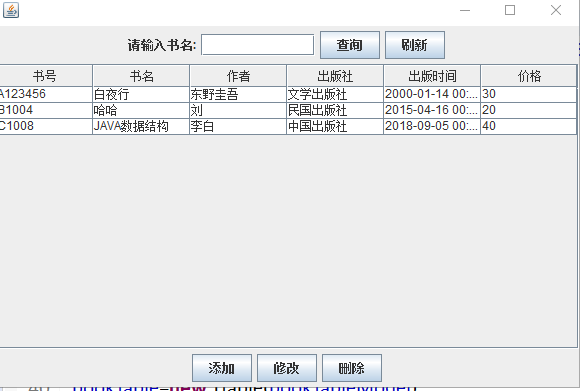 请输入书名: 查询 刷新
书号 书名 作者 出版社 出版时间 价格
A123456 白夜行 东野圭吾 文学出版社 2000-01-14 00:... 30
B1004 哈哈 刘 民国出版社 2015-04-16 00:... 20
C1008 JAVA数据结构 李白 中国出版社 2018-09-05 00:... 40
添加 修改 删除